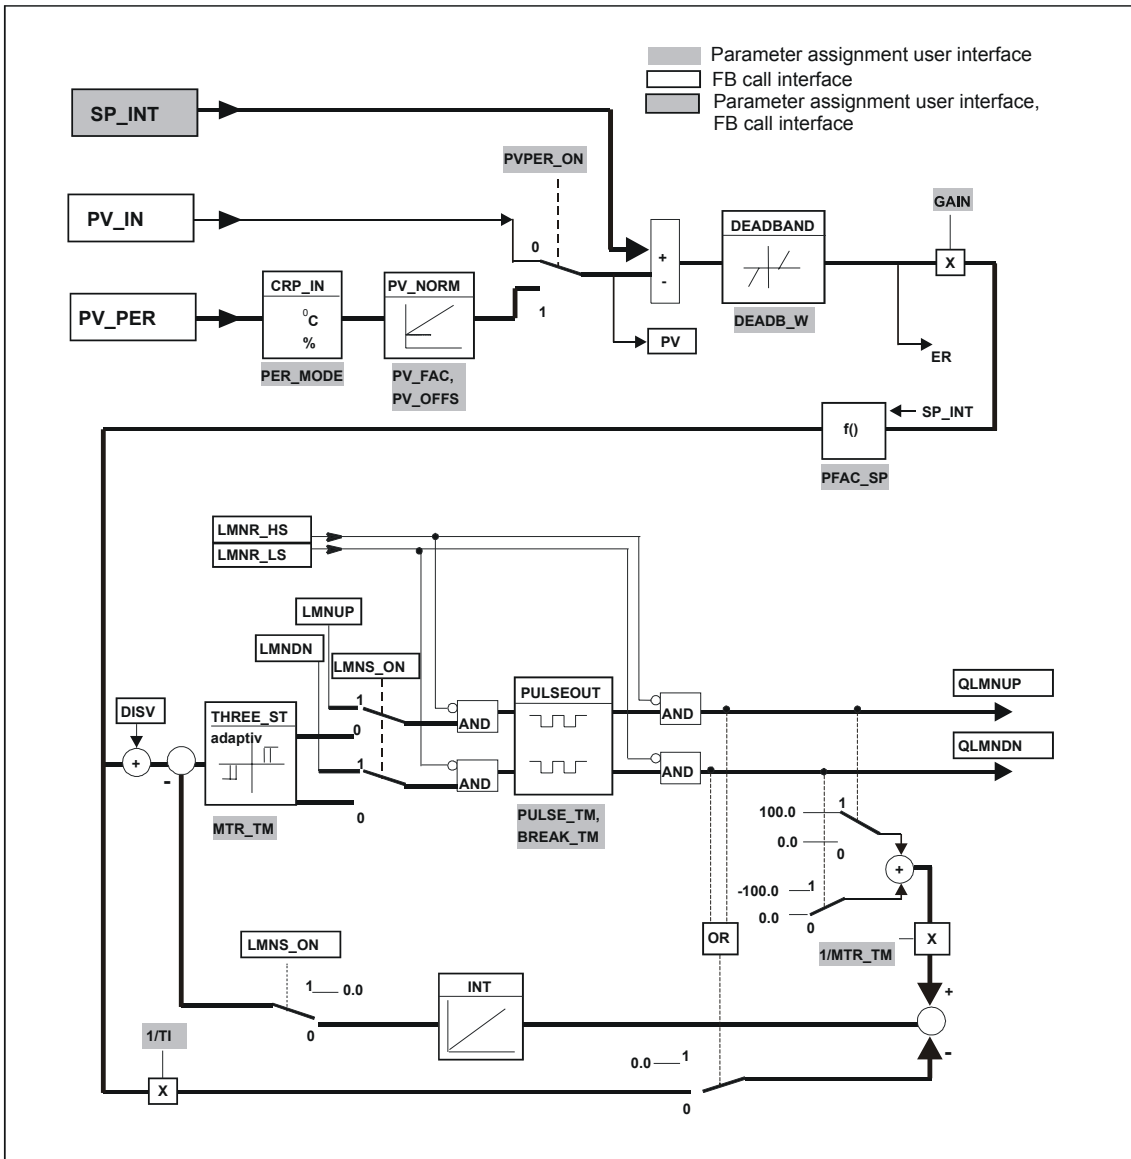 Parameter assignment user interface
FB call interface
Parameter assignment user interface,
FB call interface
SP_INT
PVPER_ON
PV_IN
GAIN
DEADBAND
0
+
-
X
CRP_IN
PV_NORM
PV_PER
0C
%
1
DEADB_W
PV
ER
PER_MODE
PV_FAC,
PV_OFFS
SP_INT
f()
PFAC_SP
LMNR_HS
LMNR_LS
LMNUP
LMNDN
LMNS_ON
DISV
THREE_ST
adaptiv
1
0
AND
PULSEOUT
AND
QLMNUP
QLMNDN
+
-
1
0
AND
AND
MTR_TM
PULSE_TM,
BREAK_TM
100.0
1
0.0
0
+
-100.0
1
0.0
0
OR
1/MTR_TM
X
LMNS_ON
1
0.0
0
INT
+
-
1/TI
X
0.0
1
0